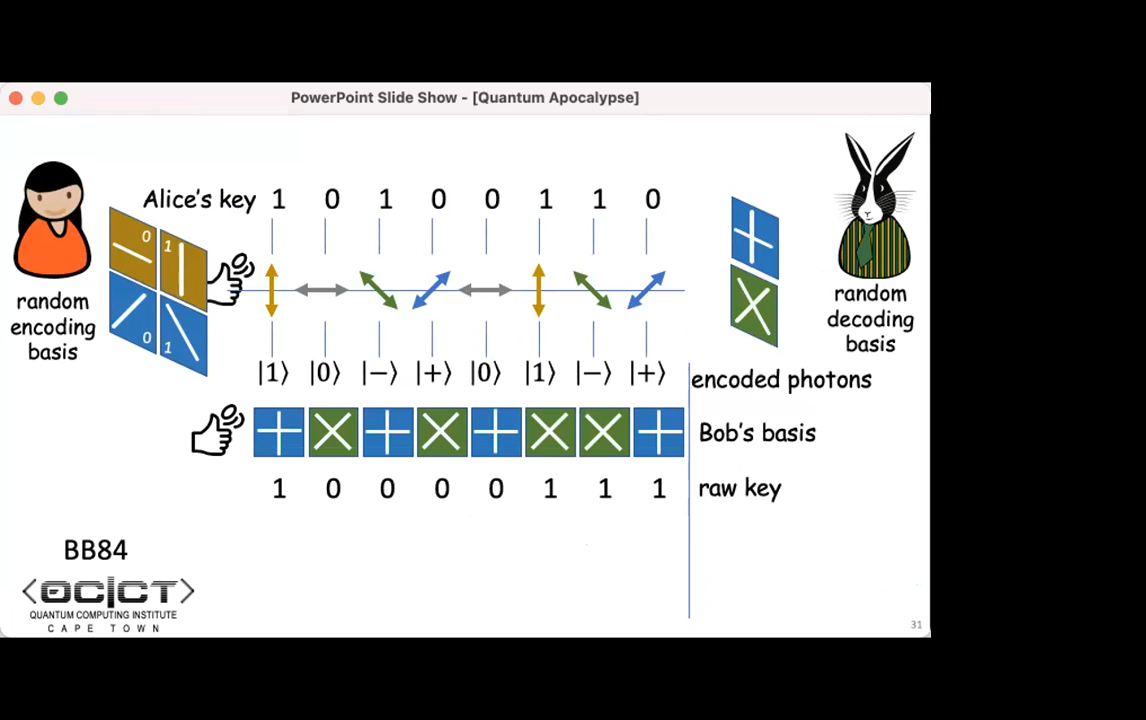 PowerPoint Slide Show - [Quantum Apocalypse]
Alice's key 1 0 1 0 0 1 1 0
0 1
0 1
random
encoding
basis
random
decoding
basis
|1⟩ |0⟩ |−⟩ |+⟩ |0⟩ |1⟩ |−⟩ |+⟩ encoded photons
Bob's basis
1 0 0 0 0 1 1 1 raw key
BB84
QUANTUM COMPUTING INSTITUTE
CAPE TOWN
31